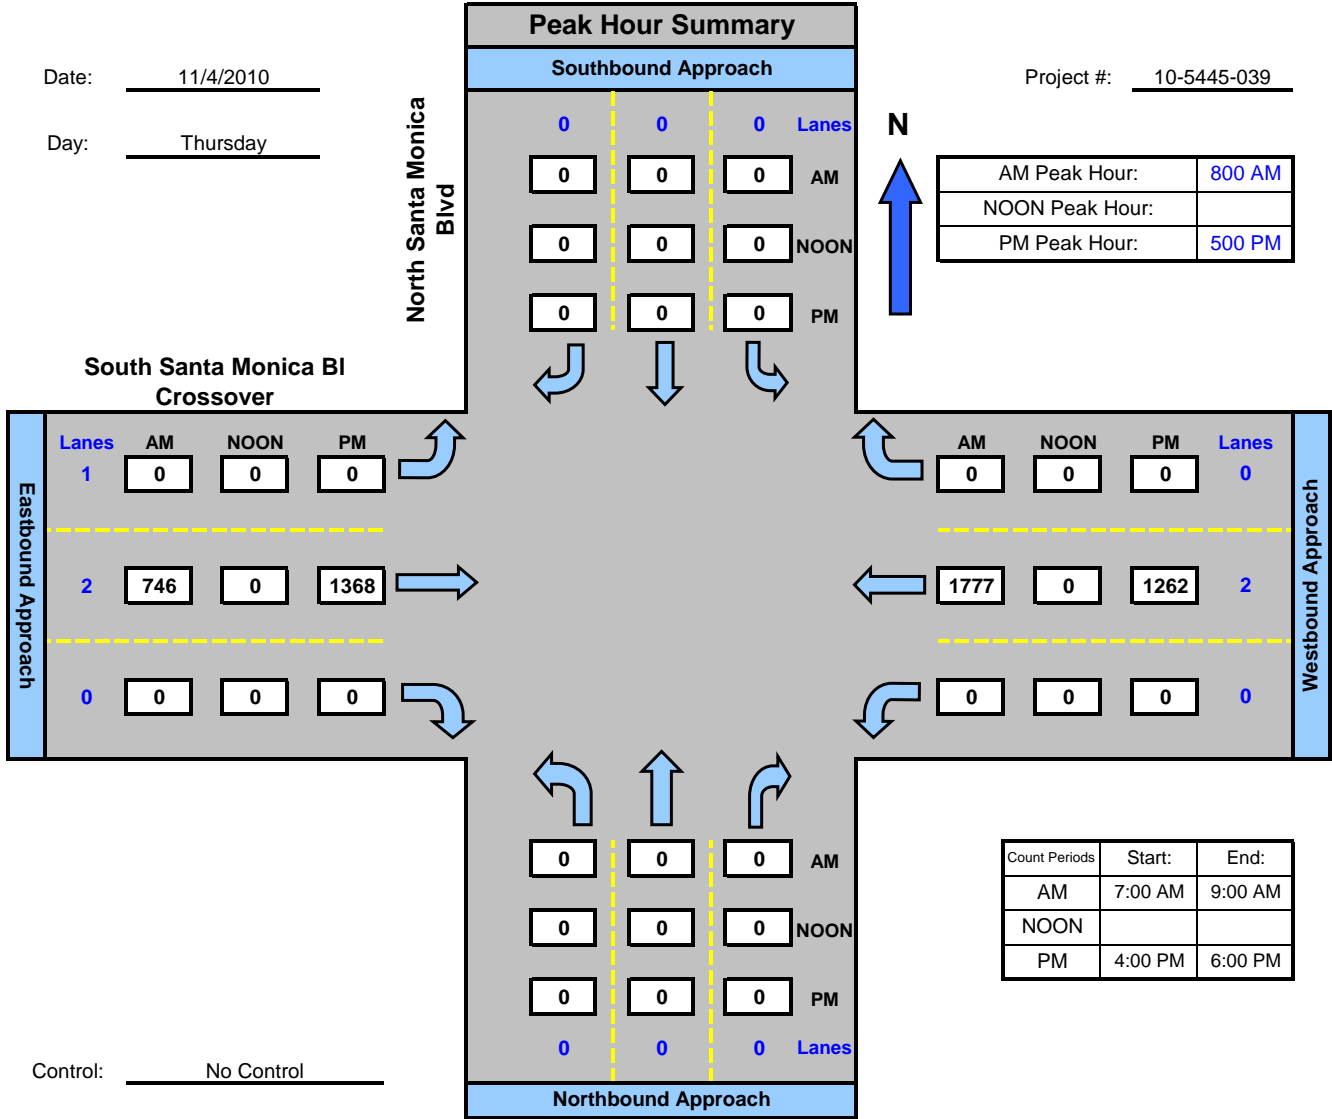 Peak Hour Summary
Southbound Approach
Date: 11/4/2010
Project #: 10-5445-039
Day: Thursday
North Santa Monica
Blvd
N
0 0 0 Lanes
0 0 0 AM
0 0 0 NOON
0 0 0 PM
AM Peak Hour: 800 AM
NOON Peak Hour:
PM Peak Hour: 500 PM
South Santa Monica Bl
Crossover
Eastbound Approach
Lanes AM NOON PM
1 0 0 0
2 746 0 1368
0 0 0 0
AM NOON PM Lanes
0 0 0 0
1777 0 1262 2
0 0 0 0
Westbound Approach
0 0 0 AM
0 0 0 NOON
0 0 0 PM
0 0 0 Lanes
Northbound Approach
Count Periods Start: End:
AM 7:00 AM 9:00 AM
NOON
PM 4:00 PM 6:00 PM
Control: No Control